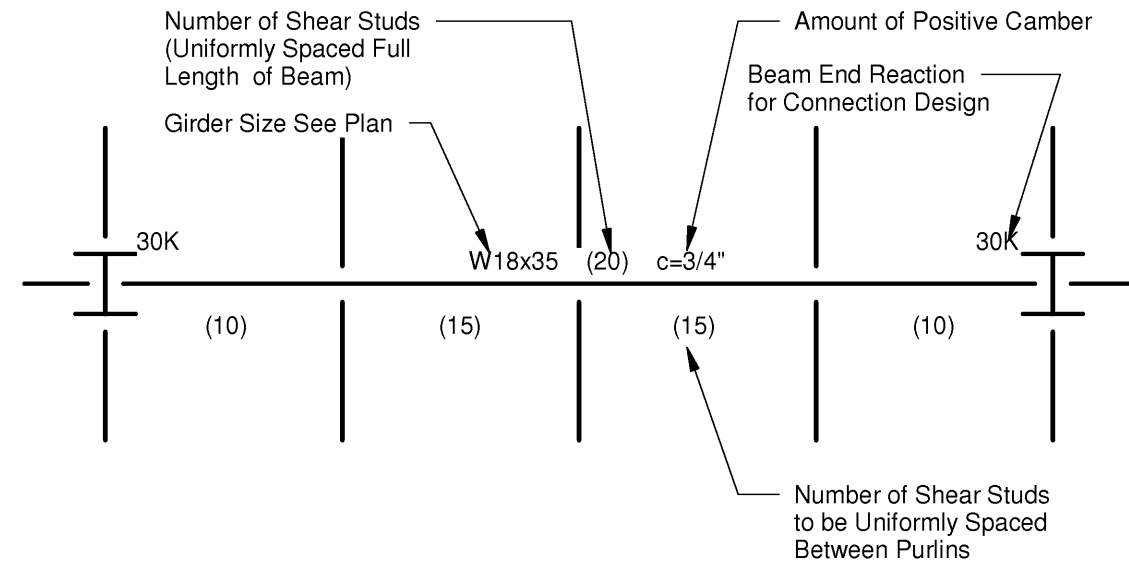 Number of Shear Studs
(Uniformly Spaced Full
Length of Beam)
Girder Size See Plan
Amount of Positive Camber
Beam End Reaction
for Connection Design
30K
30K
W18x35 (20) c=3/4"
(10) (15) (15) (10)
Number of Shear Studs
to be Uniformly Spaced
Between Purlins